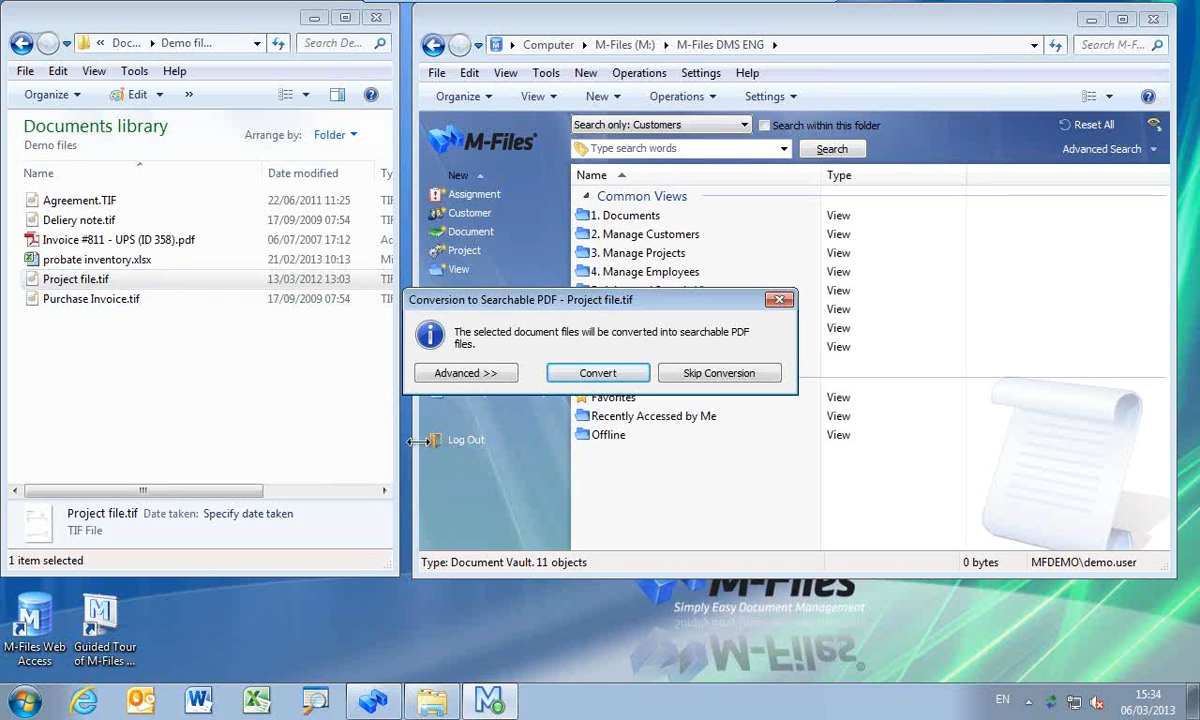 « Doc... ▸ Demo fil...
Search De...
File Edit View Tools Help
Organize Edit »
Documents library
Demo files
Arrange by: Folder
Name Date modified Ty
Agreement.TIF 22/06/2011 11:25 TIF
Deliery note.tif 17/09/2009 07:54 TIF
Invoice #811 - UPS (ID 358).pdf 06/07/2007 17:12 Ac
probate inventory.xlsx 21/02/2013 10:13 Mi
Project file.tif 13/03/2012 13:03 TIF
Purchase Invoice.tif 17/09/2009 07:54 TIF
Project file.tif Date taken: Specify date taken
TIF File
1 item selected
Computer ▸ M-Files (M:) ▸ M-Files DMS ENG ▸
Search M-F...
File Edit View Tools New Operations Settings Help
Organize View New Operations Settings
M-Files
Search only: Customers
Search within this folder
Reset All
Type search words
Search
Advanced Search
New
Assignment
Customer
Document
Project
View
Log Out
Name Type
Common Views
1. Documents View
2. Manage Customers View
3. Manage Projects View
4. Manage Employees View
View
View
View
View
Favorites View
Recently Accessed by Me View
Offline View
Conversion to Searchable PDF - Project file.tif
The selected document files will be converted into searchable PDF
files.
Advanced >> Convert Skip Conversion
Type: Document Vault. 11 objects 0 bytes MFDEMO\demo.user
M-Files
Simply Easy Document Management
M-Files Web
Access
Guided Tour
of M-Files ...
EN
15:34
06/03/2013